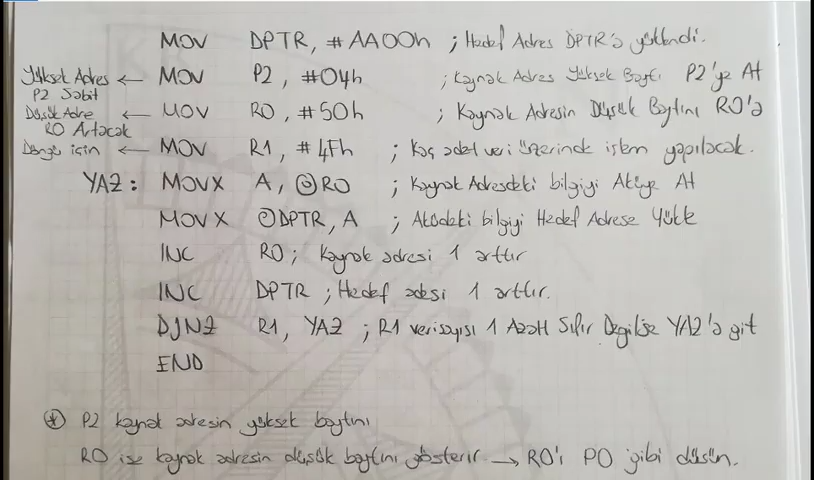 MOV DPTR, #AA00h ; Hedef Adres DPTR'a yüklendi.
Yüksek Adres ← MOV P2, #04h ; Kaynak Adres Yüksek Baytı P2'ye At
P2 Sabit
Düşük Adre ← MOV R0, #50h ; Kaynak Adresin Düşük Baytını R0'a
R0 Artacak
Döngü için ← MOV R1, #4Fh ; Kaç adet veri üzerinde işlem yapılacak.
YAZ: MOVX A, @R0 ; Kaynak Adresdeki bilgiyi Aküye At
MOVX @DPTR, A ; Aküdeki bilgiyi Hedef Adrese Yükle
INC R0; Kaynak adresi 1 arttır
INC DPTR ; Hedef adesi 1 arttır.
DJNZ R1, YAZ ; R1 verisayısı 1 Azalt Sıfır Değilse YAZ'a git
END
* P2 kaynak adresin yüksek baytını
R0 ise kaynak adresin düşük baytını gösterir → R0'ı P0 gibi düşün.